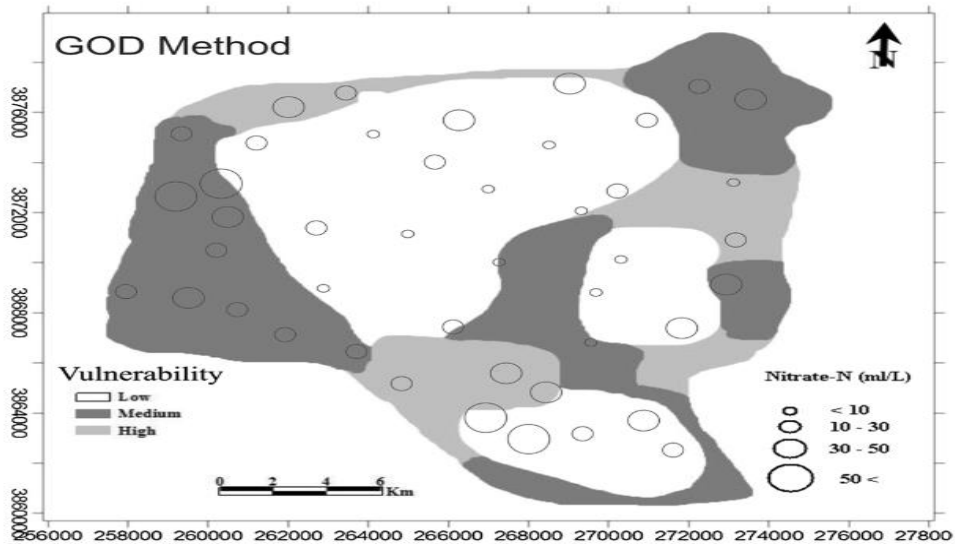 GOD Method
N
3876000
3872000
3868000
3864000
3860000
Vulnerability
Low
Medium
High
Nitrate-N (ml/L)
< 10
10 - 30
30 - 50
50 <
0 2 4 6
Km
256000 258000 260000 262000 264000 266000 268000 270000 272000 274000 276000 27800